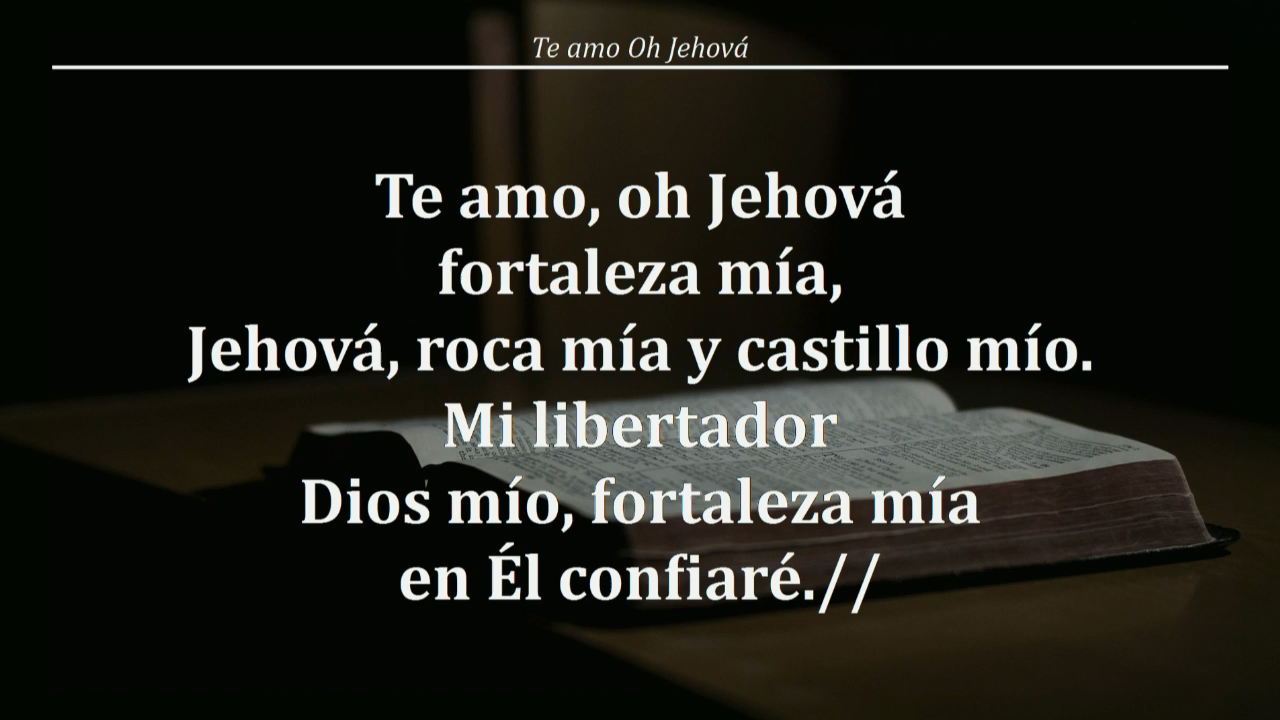 Te amo Oh Jehová
Te amo, oh Jehová
fortaleza mía,
Jehová, roca mía y castillo mío.
Mi libertador
Dios mío, fortaleza mía
en Él confiaré.//